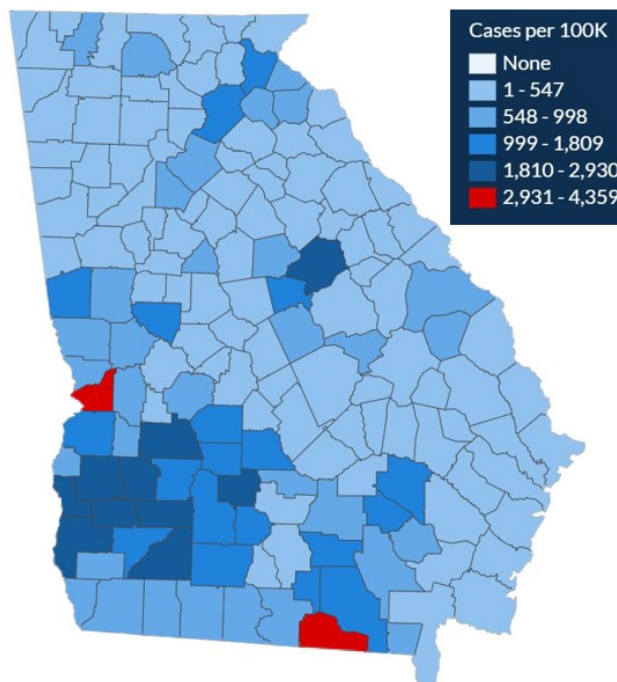 Cases per 100K
None
1 - 547
548 - 998
999 - 1,809
1,810 - 2,930
2,931 - 4,359